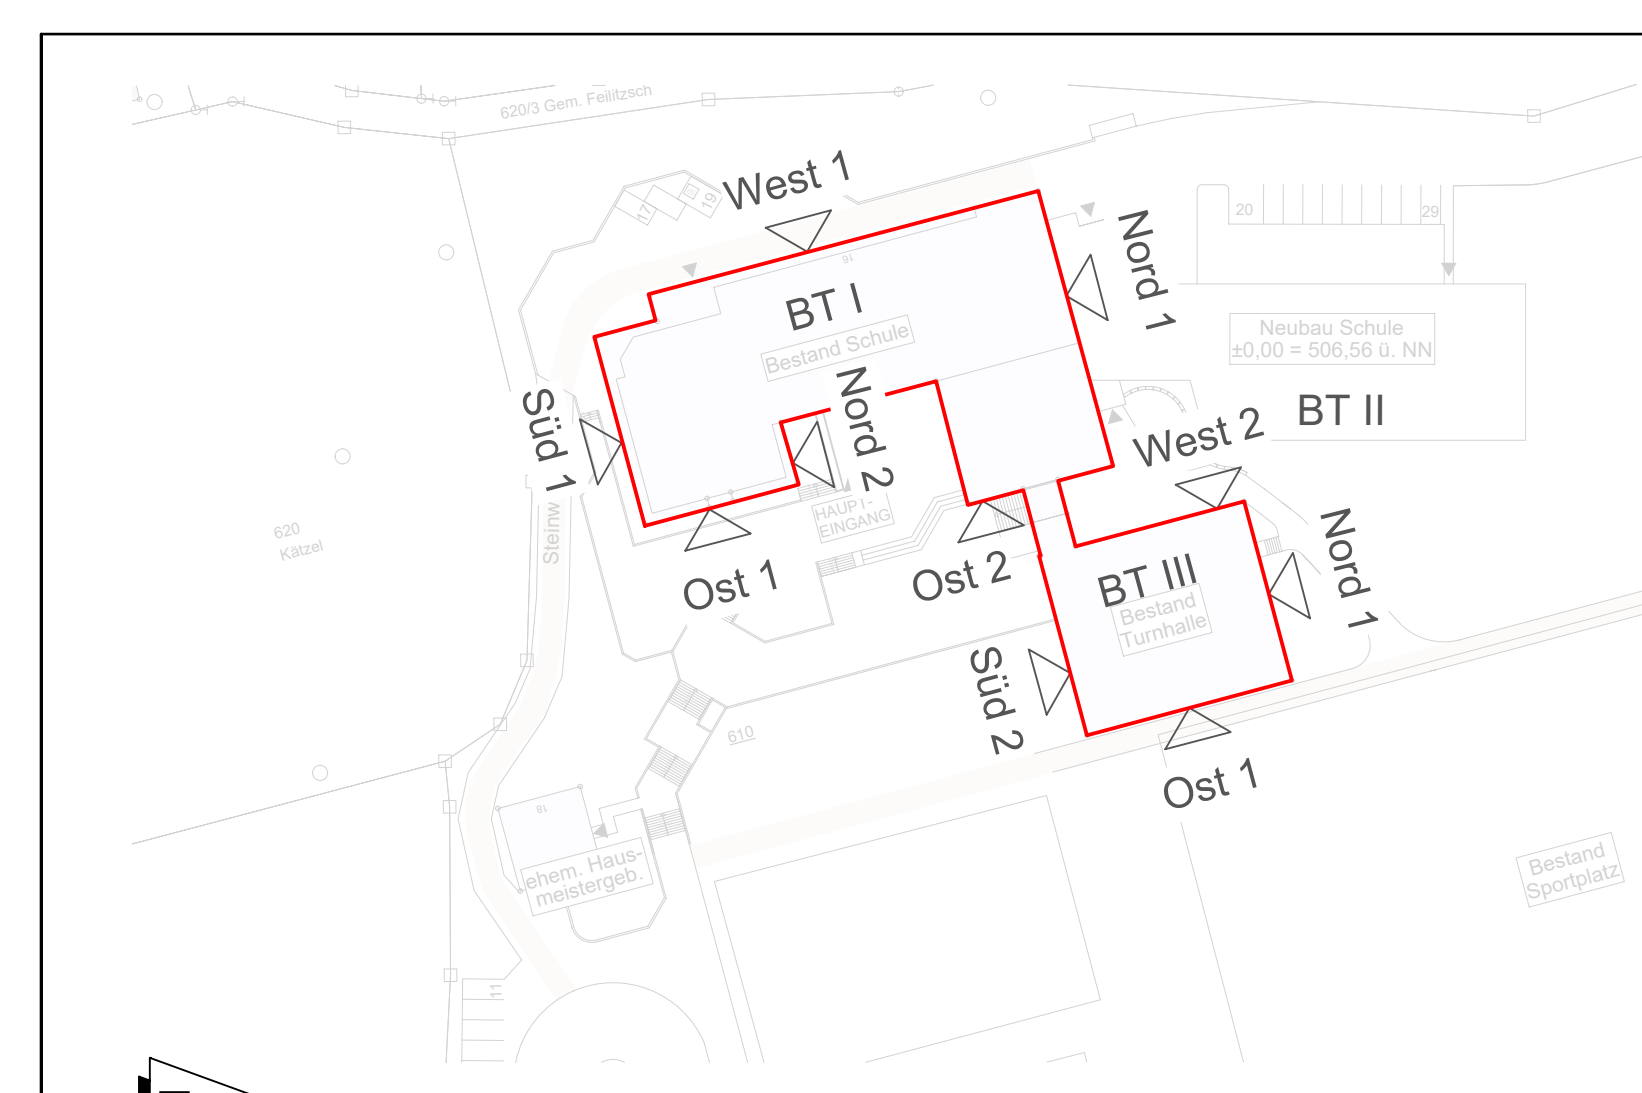 620/3 Gem. Feilitzsch
West 1
17
19
20
29
Nord 1
16
BT I
Bestand Schule
Neubau Schule
±0,00 = 506,56 ü. NN
BT II
Süd 1
Nord 2
West 2
HAUPT-
EINGANG
Steinw
620
Kätzel
Ost 1
Ost 2
BT III
Bestand
Turnhalle
Nord 1
Süd 2
610
Ost 1
18
ehem. Haus-
meistergeb.
Bestand
Sportplatz
11